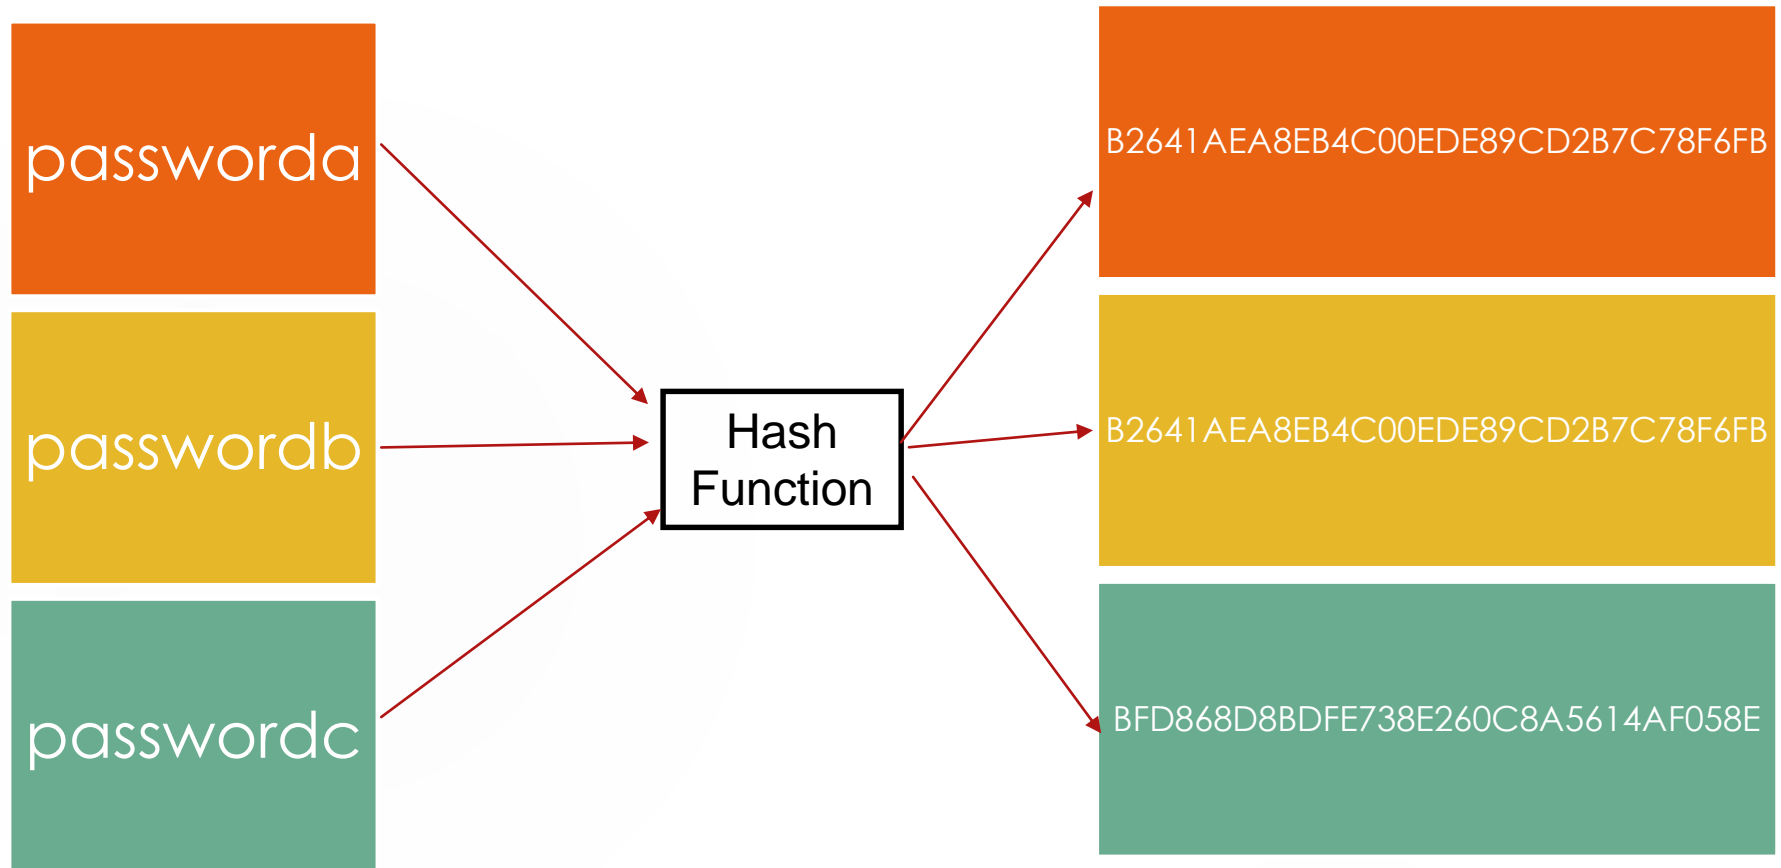 passworda
passwordb
passwordc
Hash
Function
B2641AEA8EB4C00EDE89CD2B7C78F6FB
B2641AEA8EB4C00EDE89CD2B7C78F6FB
BFD868D8BDFE738E260C8A5614AF058E